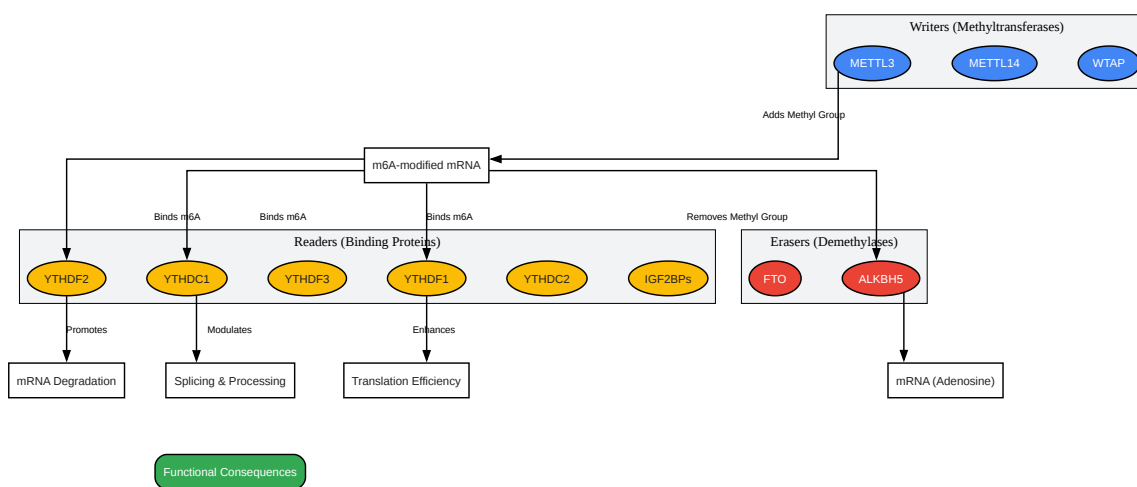 Writers (Methyltransferases)
METTL3
METTL14
WTAP
Adds Methyl Group
m6A-modified mRNA
Binds m6A
Binds m6A
Binds m6A
Removes Methyl Group
Readers (Binding Proteins)
Erasers (Demethylases)
YTHDF2
YTHDC1
YTHDF3
YTHDF1
YTHDC2
IGF2BPs
FTO
ALKBH5
Promotes
Modulates
Enhances
mRNA Degradation
Splicing & Processing
Translation Efficiency
mRNA (Adenosine)
Functional Consequences